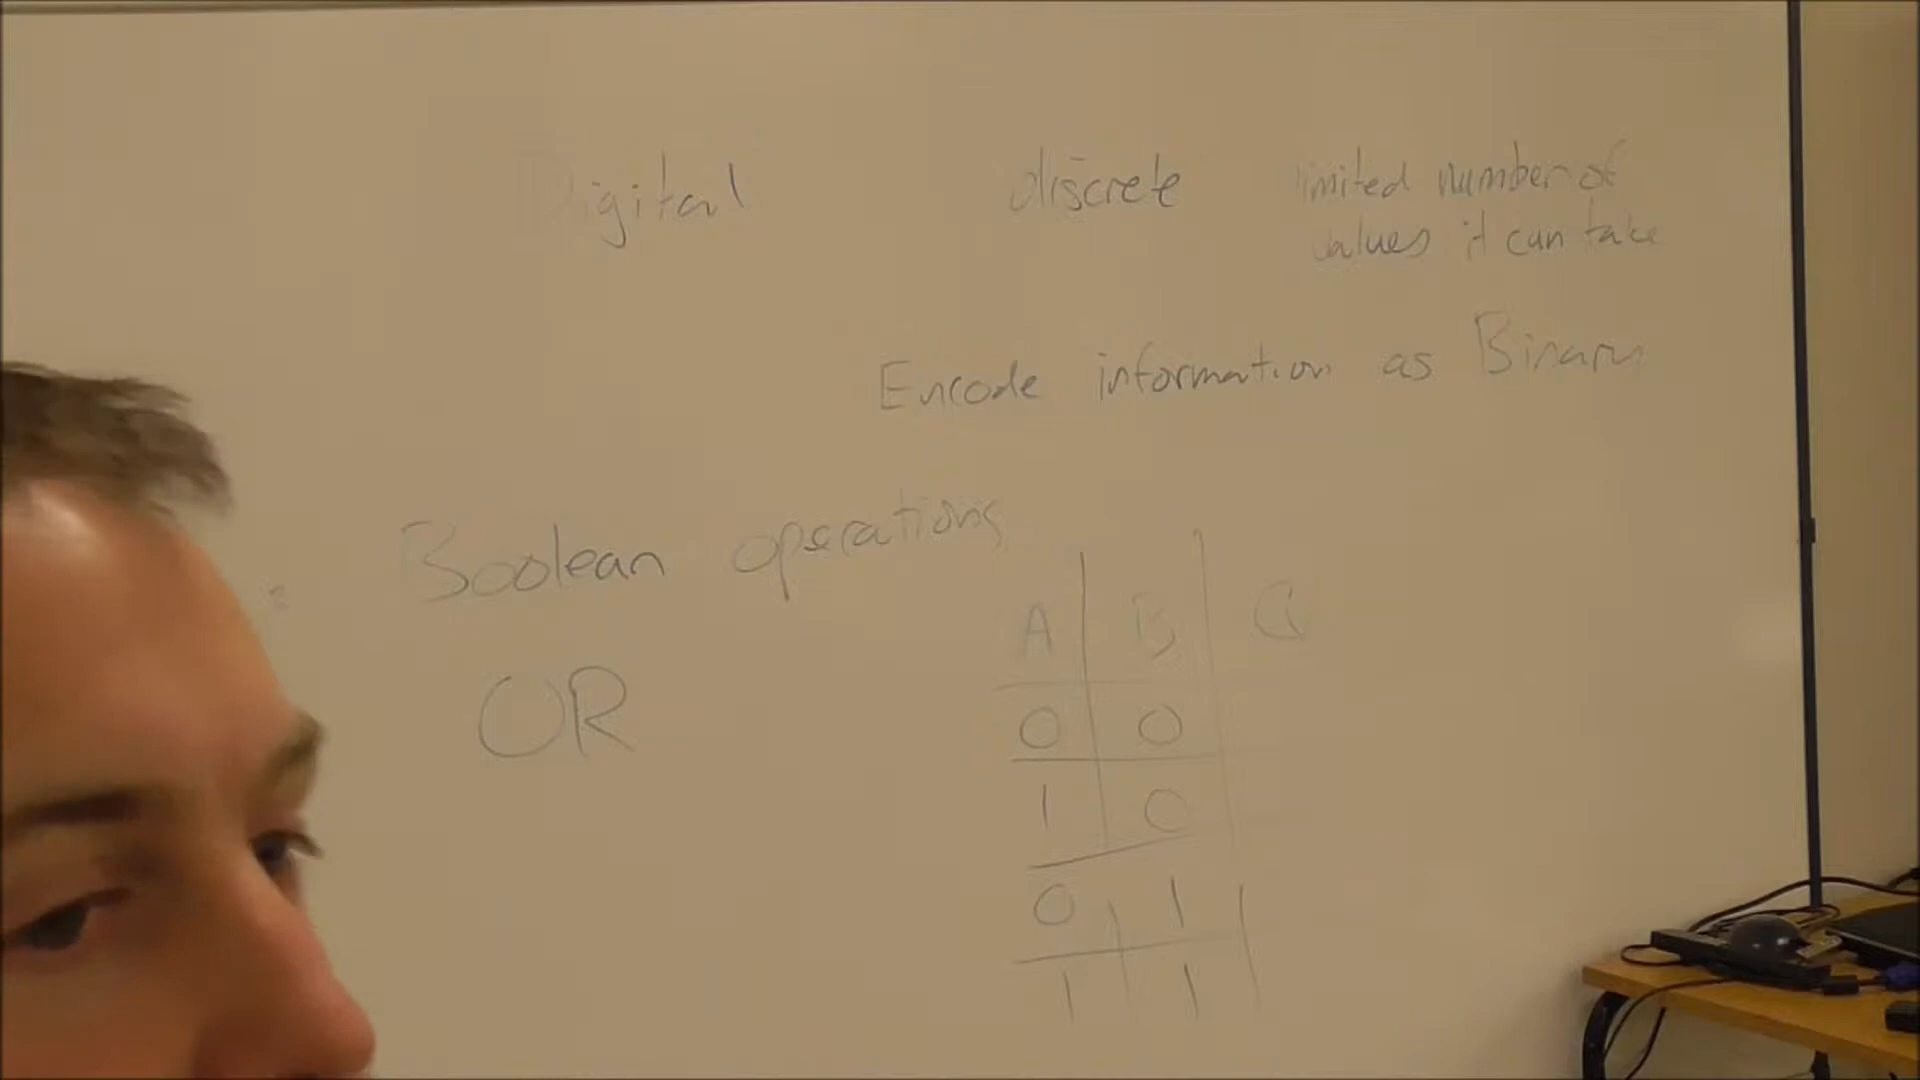 Digital discrete limited number of
values it can take
Encode information as Binary
Boolean operations
OR
A B Q
0 0
1 0
0 1
1 1